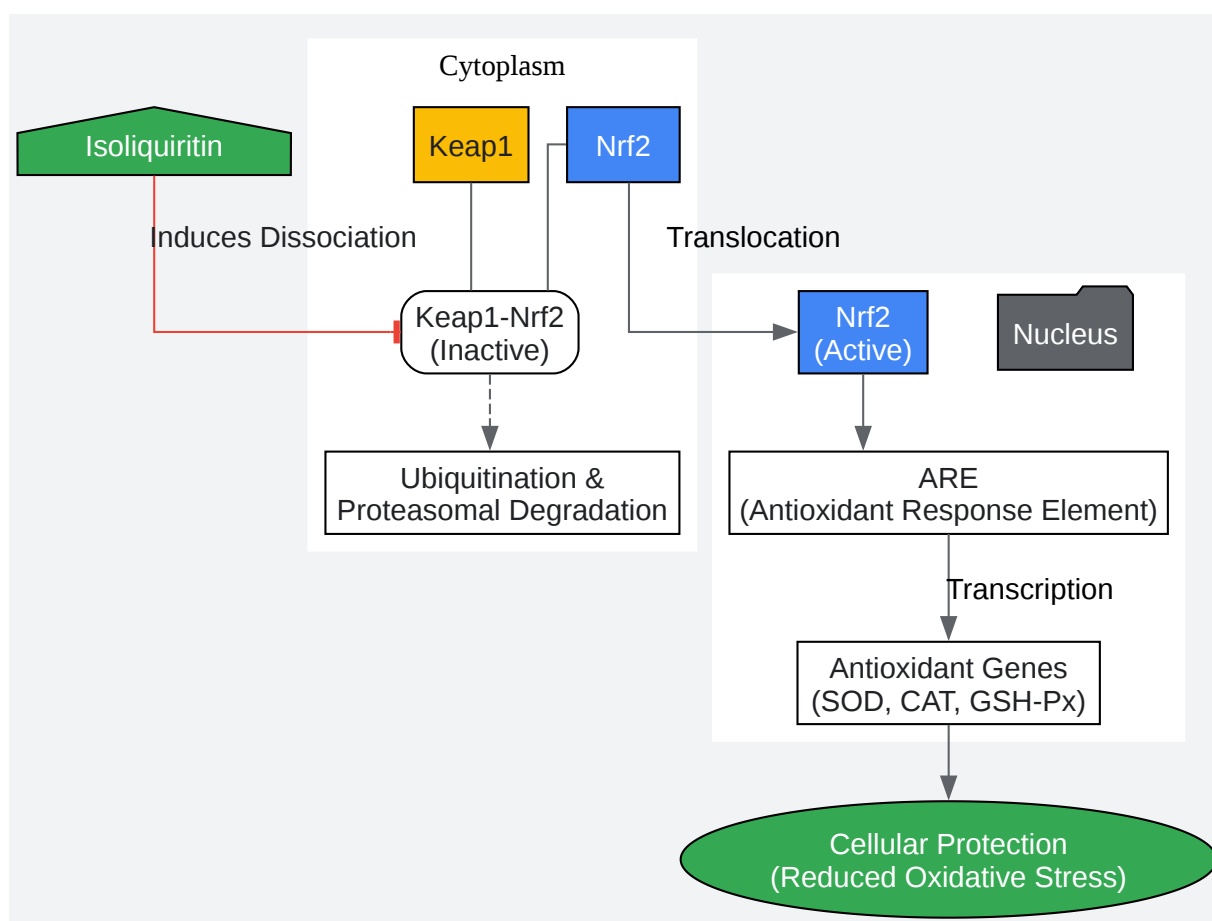 Cytoplasm
Isoliquiritin
Keap1
Nrf2
Induces Dissociation
Translocation
Keap1-Nrf2
(Inactive)
Nrf2
(Active)
Nucleus
Ubiquitination &
Proteasomal Degradation
ARE
(Antioxidant Response Element)
Transcription
Antioxidant Genes
(SOD, CAT, GSH-Px)
Cellular Protection
(Reduced Oxidative Stress)